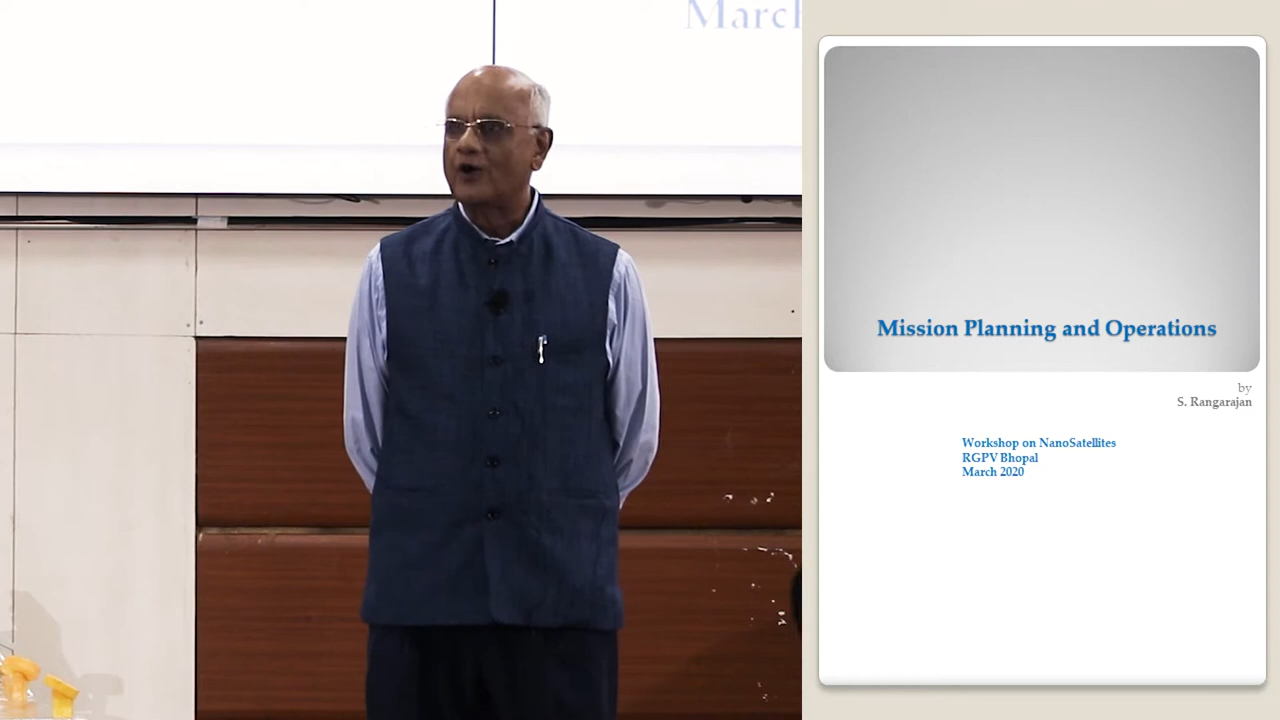 March
Mission Planning and Operations
by
S. Rangarajan
Workshop on NanoSatellites
RGPV Bhopal
March 2020